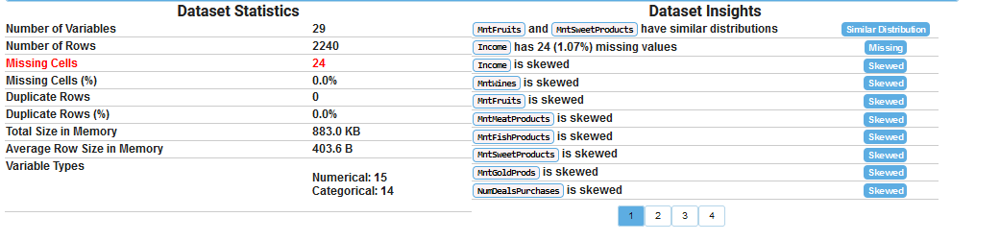 Dataset Statistics
Number of Variables 29
Number of Rows 2240
Missing Cells 24
Missing Cells (%) 0.0%
Duplicate Rows 0
Duplicate Rows (%) 0.0%
Total Size in Memory 883.0 KB
Average Row Size in Memory 403.6 B
Variable Types
Numerical: 15
Categorical: 14
Dataset Insights
MntFruits and MntSweetProducts have similar distributions Similar Distribution
Income has 24 (1.07%) missing values Missing
Income is skewed Skewed
MntWines is skewed Skewed
MntFruits is skewed Skewed
MntMeatProducts is skewed Skewed
MntFishProducts is skewed Skewed
MntSweetProducts is skewed Skewed
MntGoldProds is skewed Skewed
NumDealsPurchases is skewed Skewed
1 2 3 4